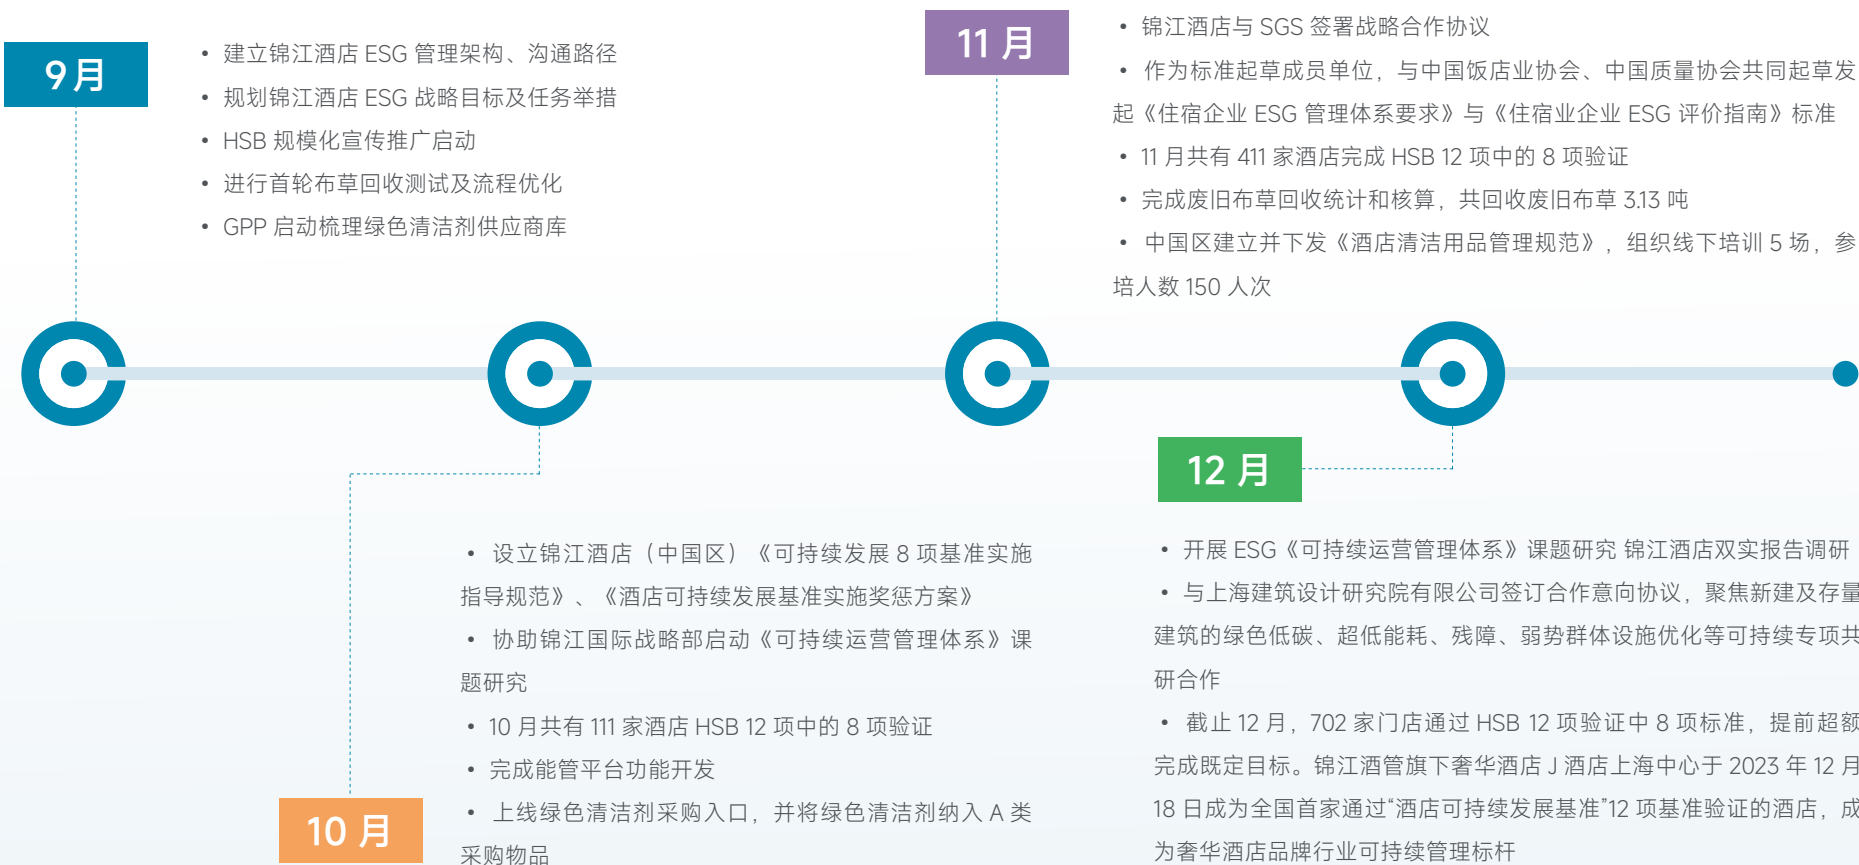 9月
• 建立锦江酒店 ESG 管理架构、沟通路径
• 规划锦江酒店 ESG 战略目标及任务举措
• HSB 规模化宣传推广启动
• 进行首轮布草回收测试及流程优化
• GPP 启动梳理绿色清洁剂供应商库
11 月
• 锦江酒店与 SGS 签署战略合作协议
• 作为标准起草成员单位，与中国饭店业协会、中国质量协会共同起草发
起《住宿企业 ESG 管理体系要求》与《住宿业企业 ESG 评价指南》标准
• 11 月共有 411 家酒店完成 HSB 12 项中的 8 项验证
• 完成废旧布草回收统计和核算，共回收废旧布草 3.13 吨
• 中国区建立并下发《酒店清洁用品管理规范》，组织线下培训 5 场，参
培人数 150 人次
10 月
• 设立锦江酒店（中国区）《可持续发展 8 项基准实施
指导规范》、《酒店可持续发展基准实施奖惩方案》
• 协助锦江国际战略部启动《可持续运营管理体系》课
题研究
• 10 月共有 111 家酒店 HSB 12 项中的 8 项验证
• 完成能管平台功能开发
• 上线绿色清洁剂采购入口，并将绿色清洁剂纳入 A 类
采购物品
12 月
• 开展 ESG《可持续运营管理体系》课题研究 锦江酒店双实报告调研
• 与上海建筑设计研究院有限公司签订合作意向协议，聚焦新建及存量
建筑的绿色低碳、超低能耗、残障、弱势群体设施优化等可持续专项共
研合作
• 截止 12 月，702 家门店通过 HSB 12 项验证中 8 项标准，提前超额
完成既定目标。锦江酒管旗下奢华酒店 J 酒店上海中心于 2023 年 12 月
18 日成为全国首家通过“酒店可持续发展基准”12 项基准验证的酒店，成
为奢华酒店品牌行业可持续管理标杆